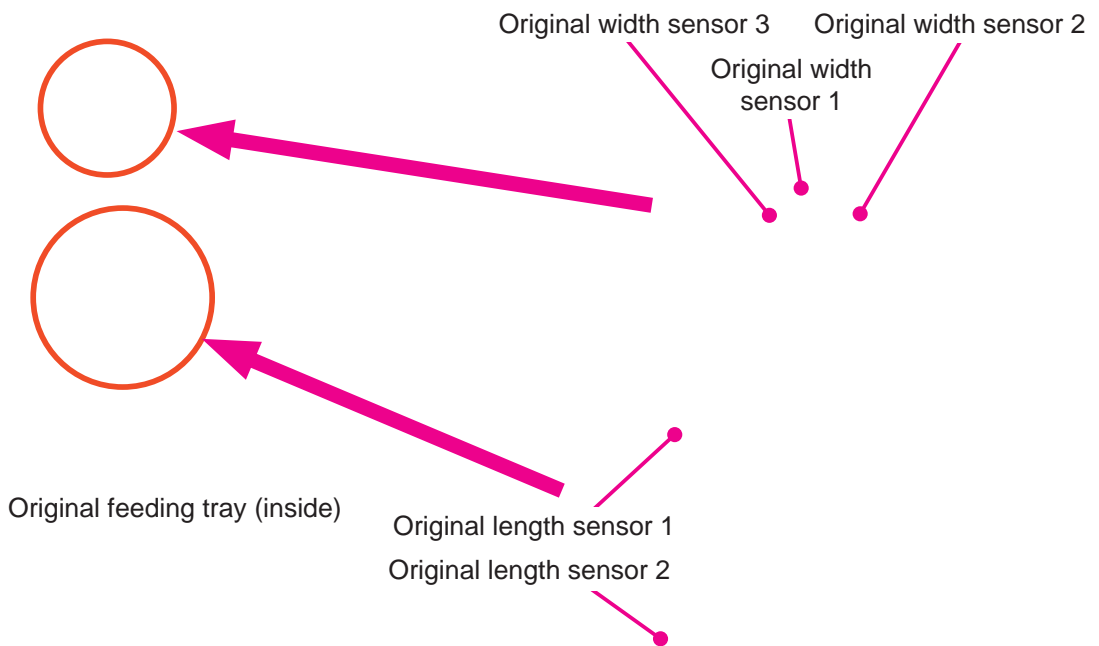 Original width sensor 3
Original width sensor 2
Original width
sensor 1
Original feeding tray (inside)
Original length sensor 1
Original length sensor 2